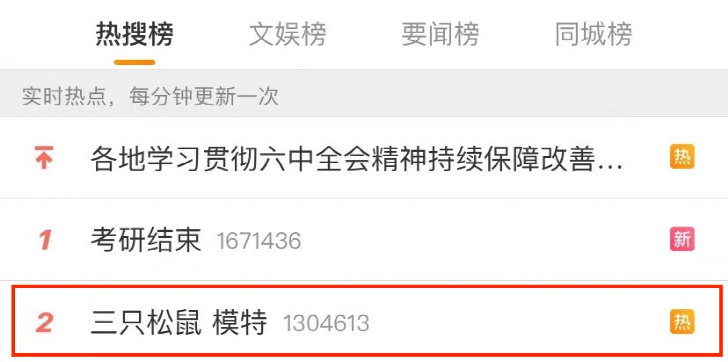 热搜榜 文娱榜 要闻榜 同城榜
实时热点，每分钟更新一次
各地学习贯彻六中全会精神持续保障改善... 热
1 考研结束 1671436 新
2 三只松鼠 模特 1304613 热